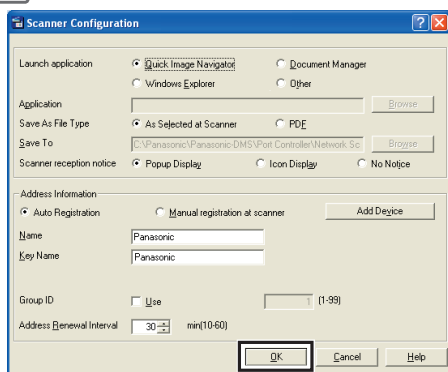 Scanner Configuration
Launch application Quick Image Navigator Document Manager
Windows Explorer Other
Application Browse
Save As File Type As Selected at Scanner PDF
Save To C:\Panasonic\Panasonic-DMS\Port Controller\Network Sc Browse
Scanner reception notice Popup Display Icon Display No Notice
Address Information
Auto Registration Manual registration at scanner Add Device
Name Panasonic
Key Name Panasonic
Group ID Use 1 (1-99)
Address Renewal Interval 30 min(10-60)
OK Cancel Help